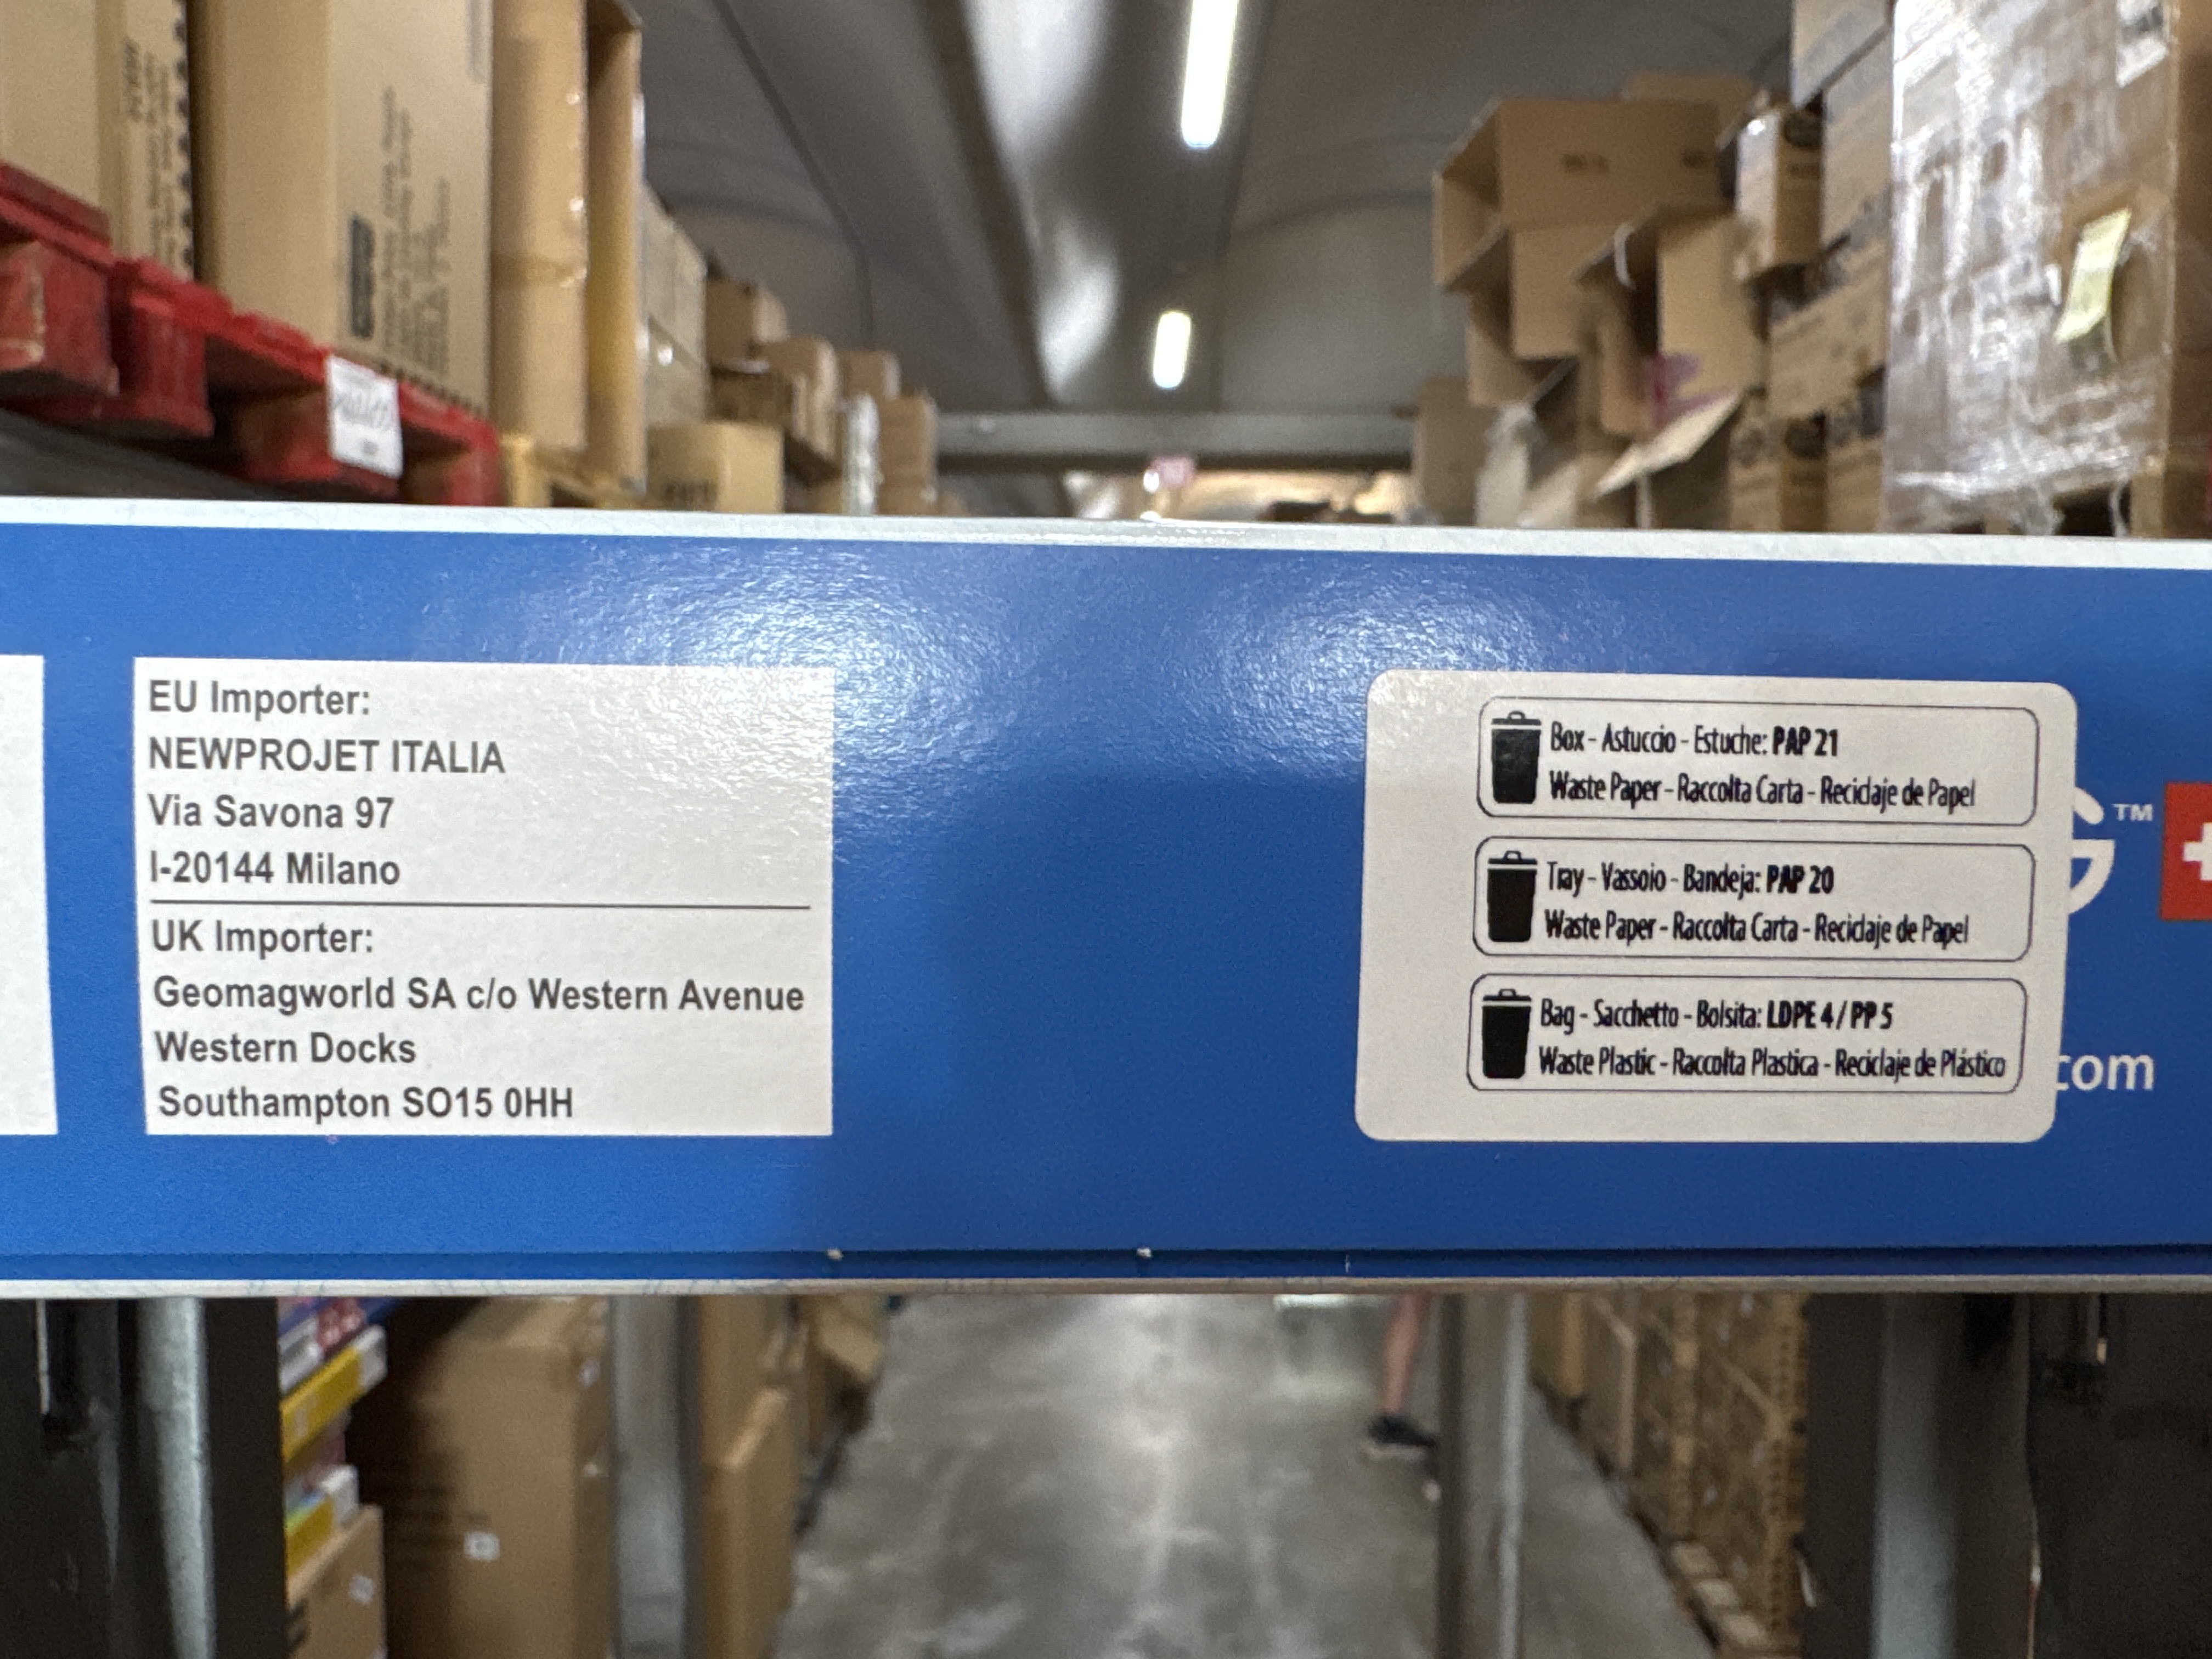 EU Importer:
NEWPROJET ITALIA
Via Savona 97
I-20144 Milano
UK Importer:
Geomagworld SA c/o Western Avenue
Western Docks
Southampton SO15 0HH
Box - Astuccio - Estuche: PAP 21
Waste Paper - Raccolta Carta - Reciclaje de Papel
Tray - Vassoio - Bandeja: PAP 20
Waste Paper - Raccolta Carta - Reciclaje de Papel
Bag - Sacchetto - Bolsita: LDPE 4 / PP 5
Waste Plastic - Raccolta Plastica - Reciclaje de Plástico
G™
.com